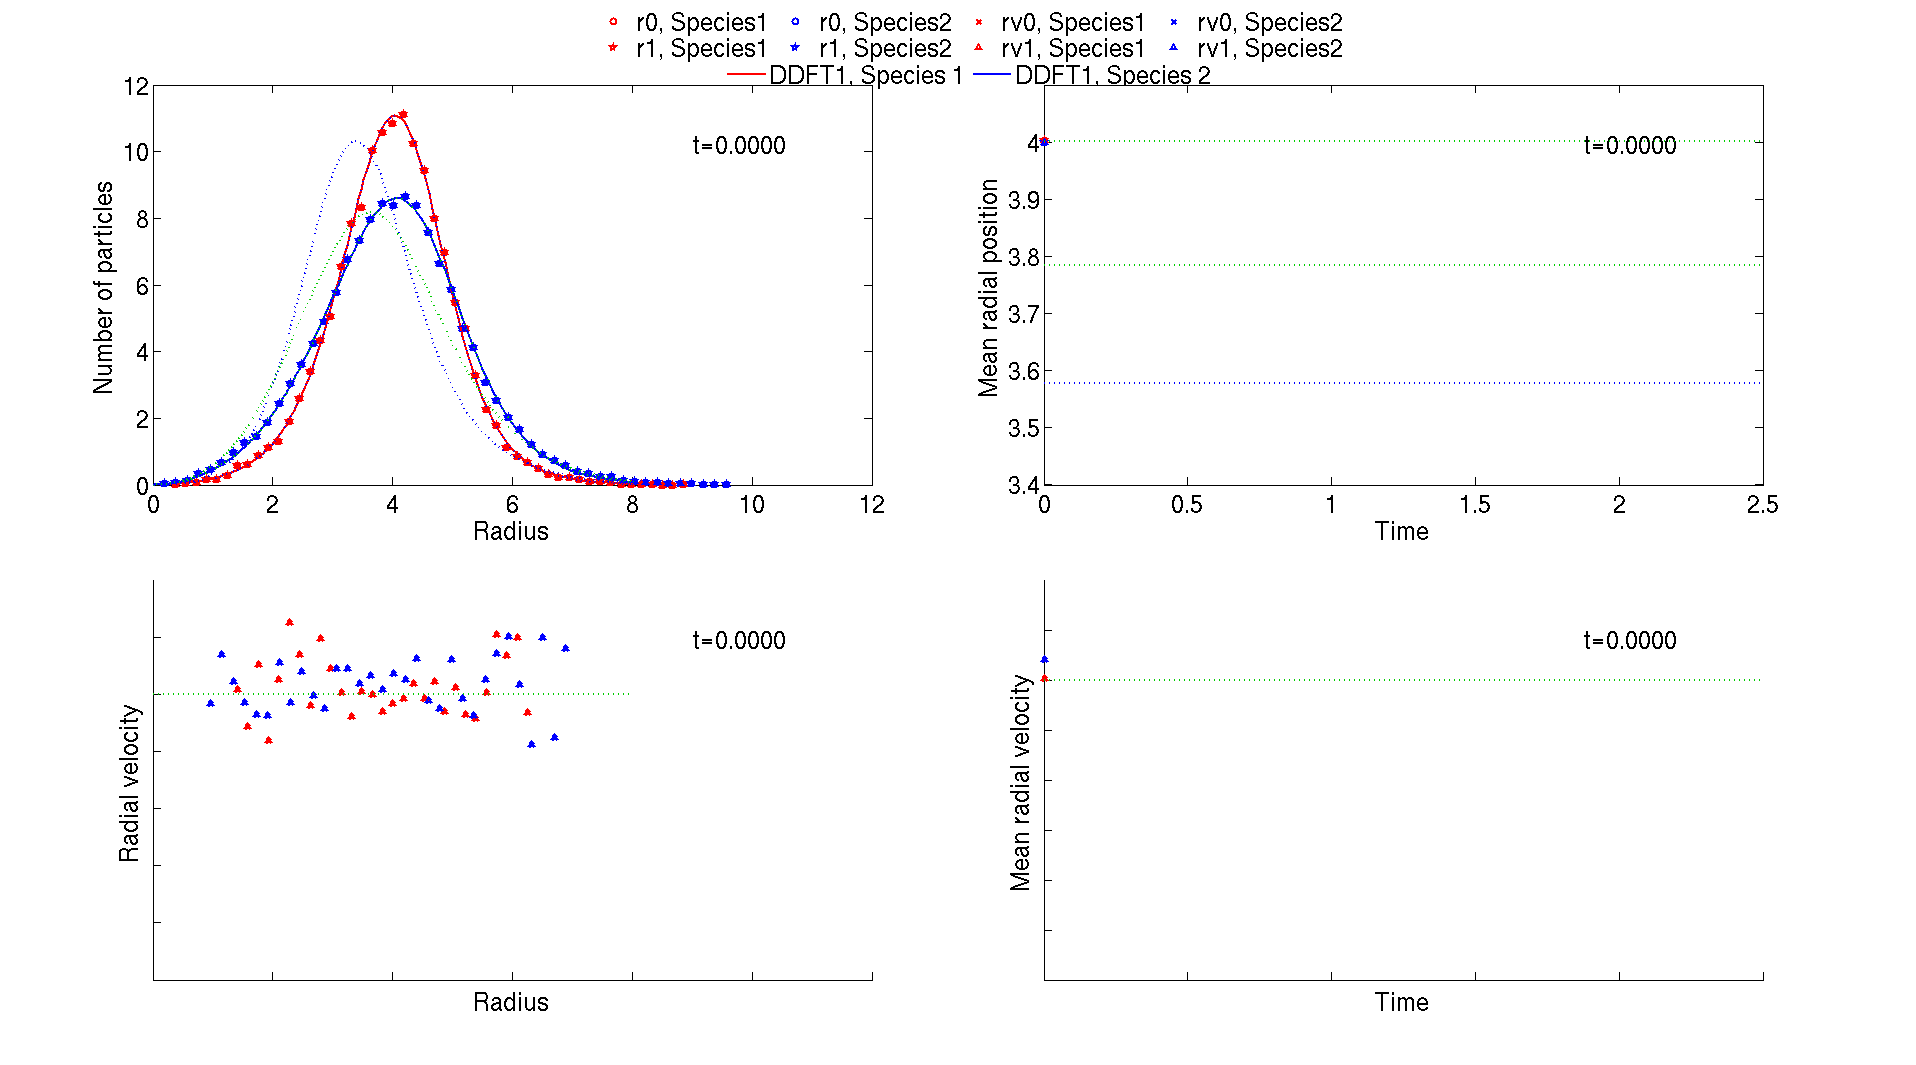 r0, Species1 r0, Species2 rv0, Species1 rv0, Species2
r1, Species1 r1, Species2 rv1, Species1 rv1, Species2
DDFT1, Species 1 DDFT1, Species 2
12
10
8
6
4
2
0
Number of particles
t=0.0000
0 2 4 6 8 10 12
Radius
4
3.9
3.8
3.7
3.6
3.5
3.4
Mean radial position
t=0.0000
0 0.5 1 1.5 2 2.5
Time
Radial velocity
t=0.0000
Radius
Mean radial velocity
t=0.0000
Time